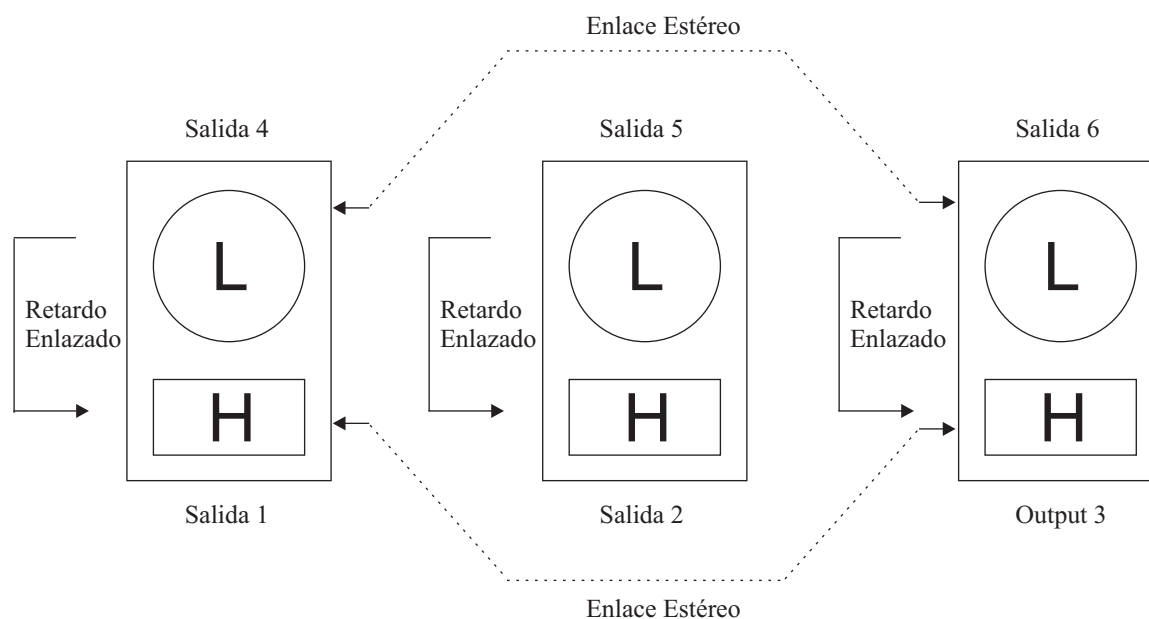 Enlace Estéreo
Salida 4
Salida 5
Salida 6
L
L
L
Retardo
Enlazado
Retardo
Enlazado
Retardo
Enlazado
H
H
H
Salida 1
Salida 2
Output 3
Enlace Estéreo